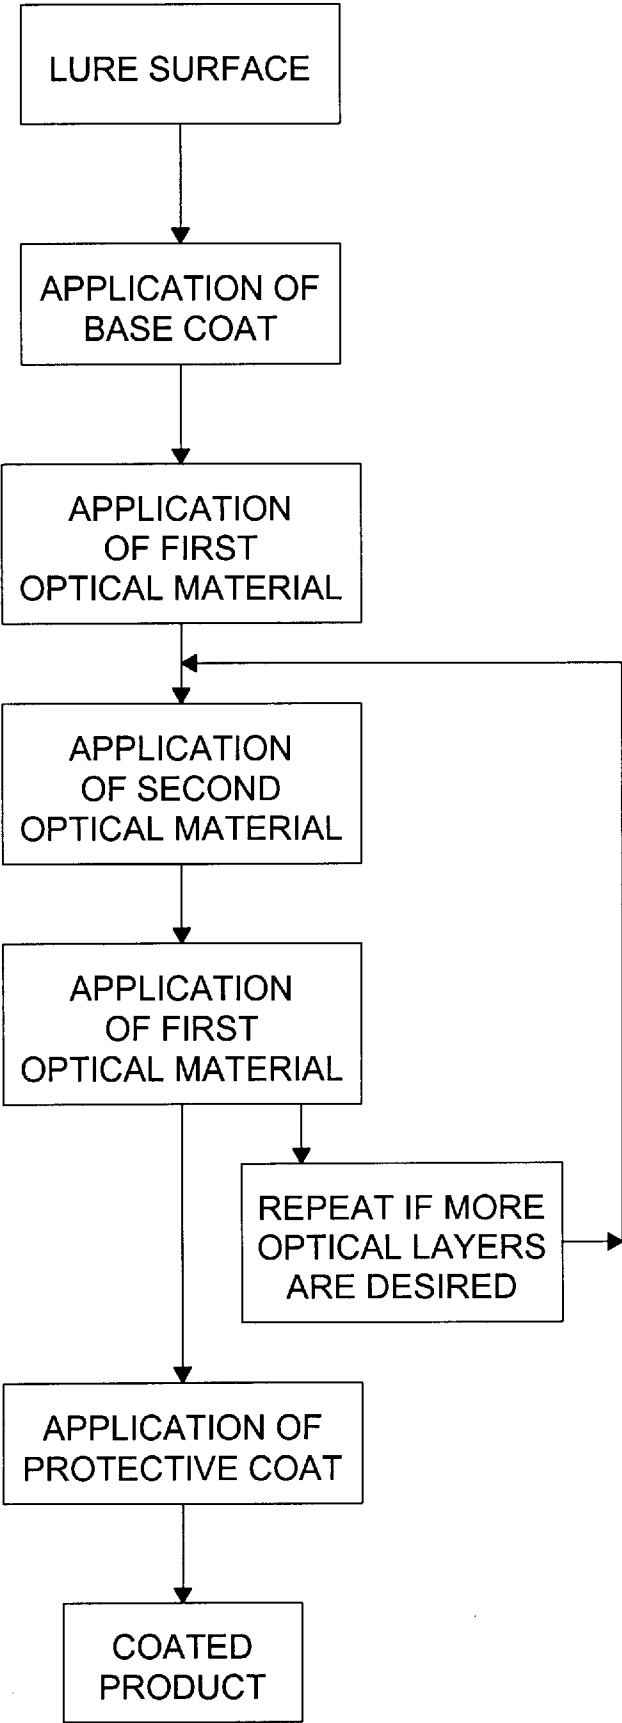 LURE SURFACE
APPLICATION OF
BASE COAT
APPLICATION
OF FIRST
OPTICAL MATERIAL
APPLICATION
OF SECOND
OPTICAL MATERIAL
APPLICATION
OF FIRST
OPTICAL MATERIAL
REPEAT IF MORE
OPTICAL LAYERS
ARE DESIRED
APPLICATION OF
PROTECTIVE COAT
COATED
PRODUCT